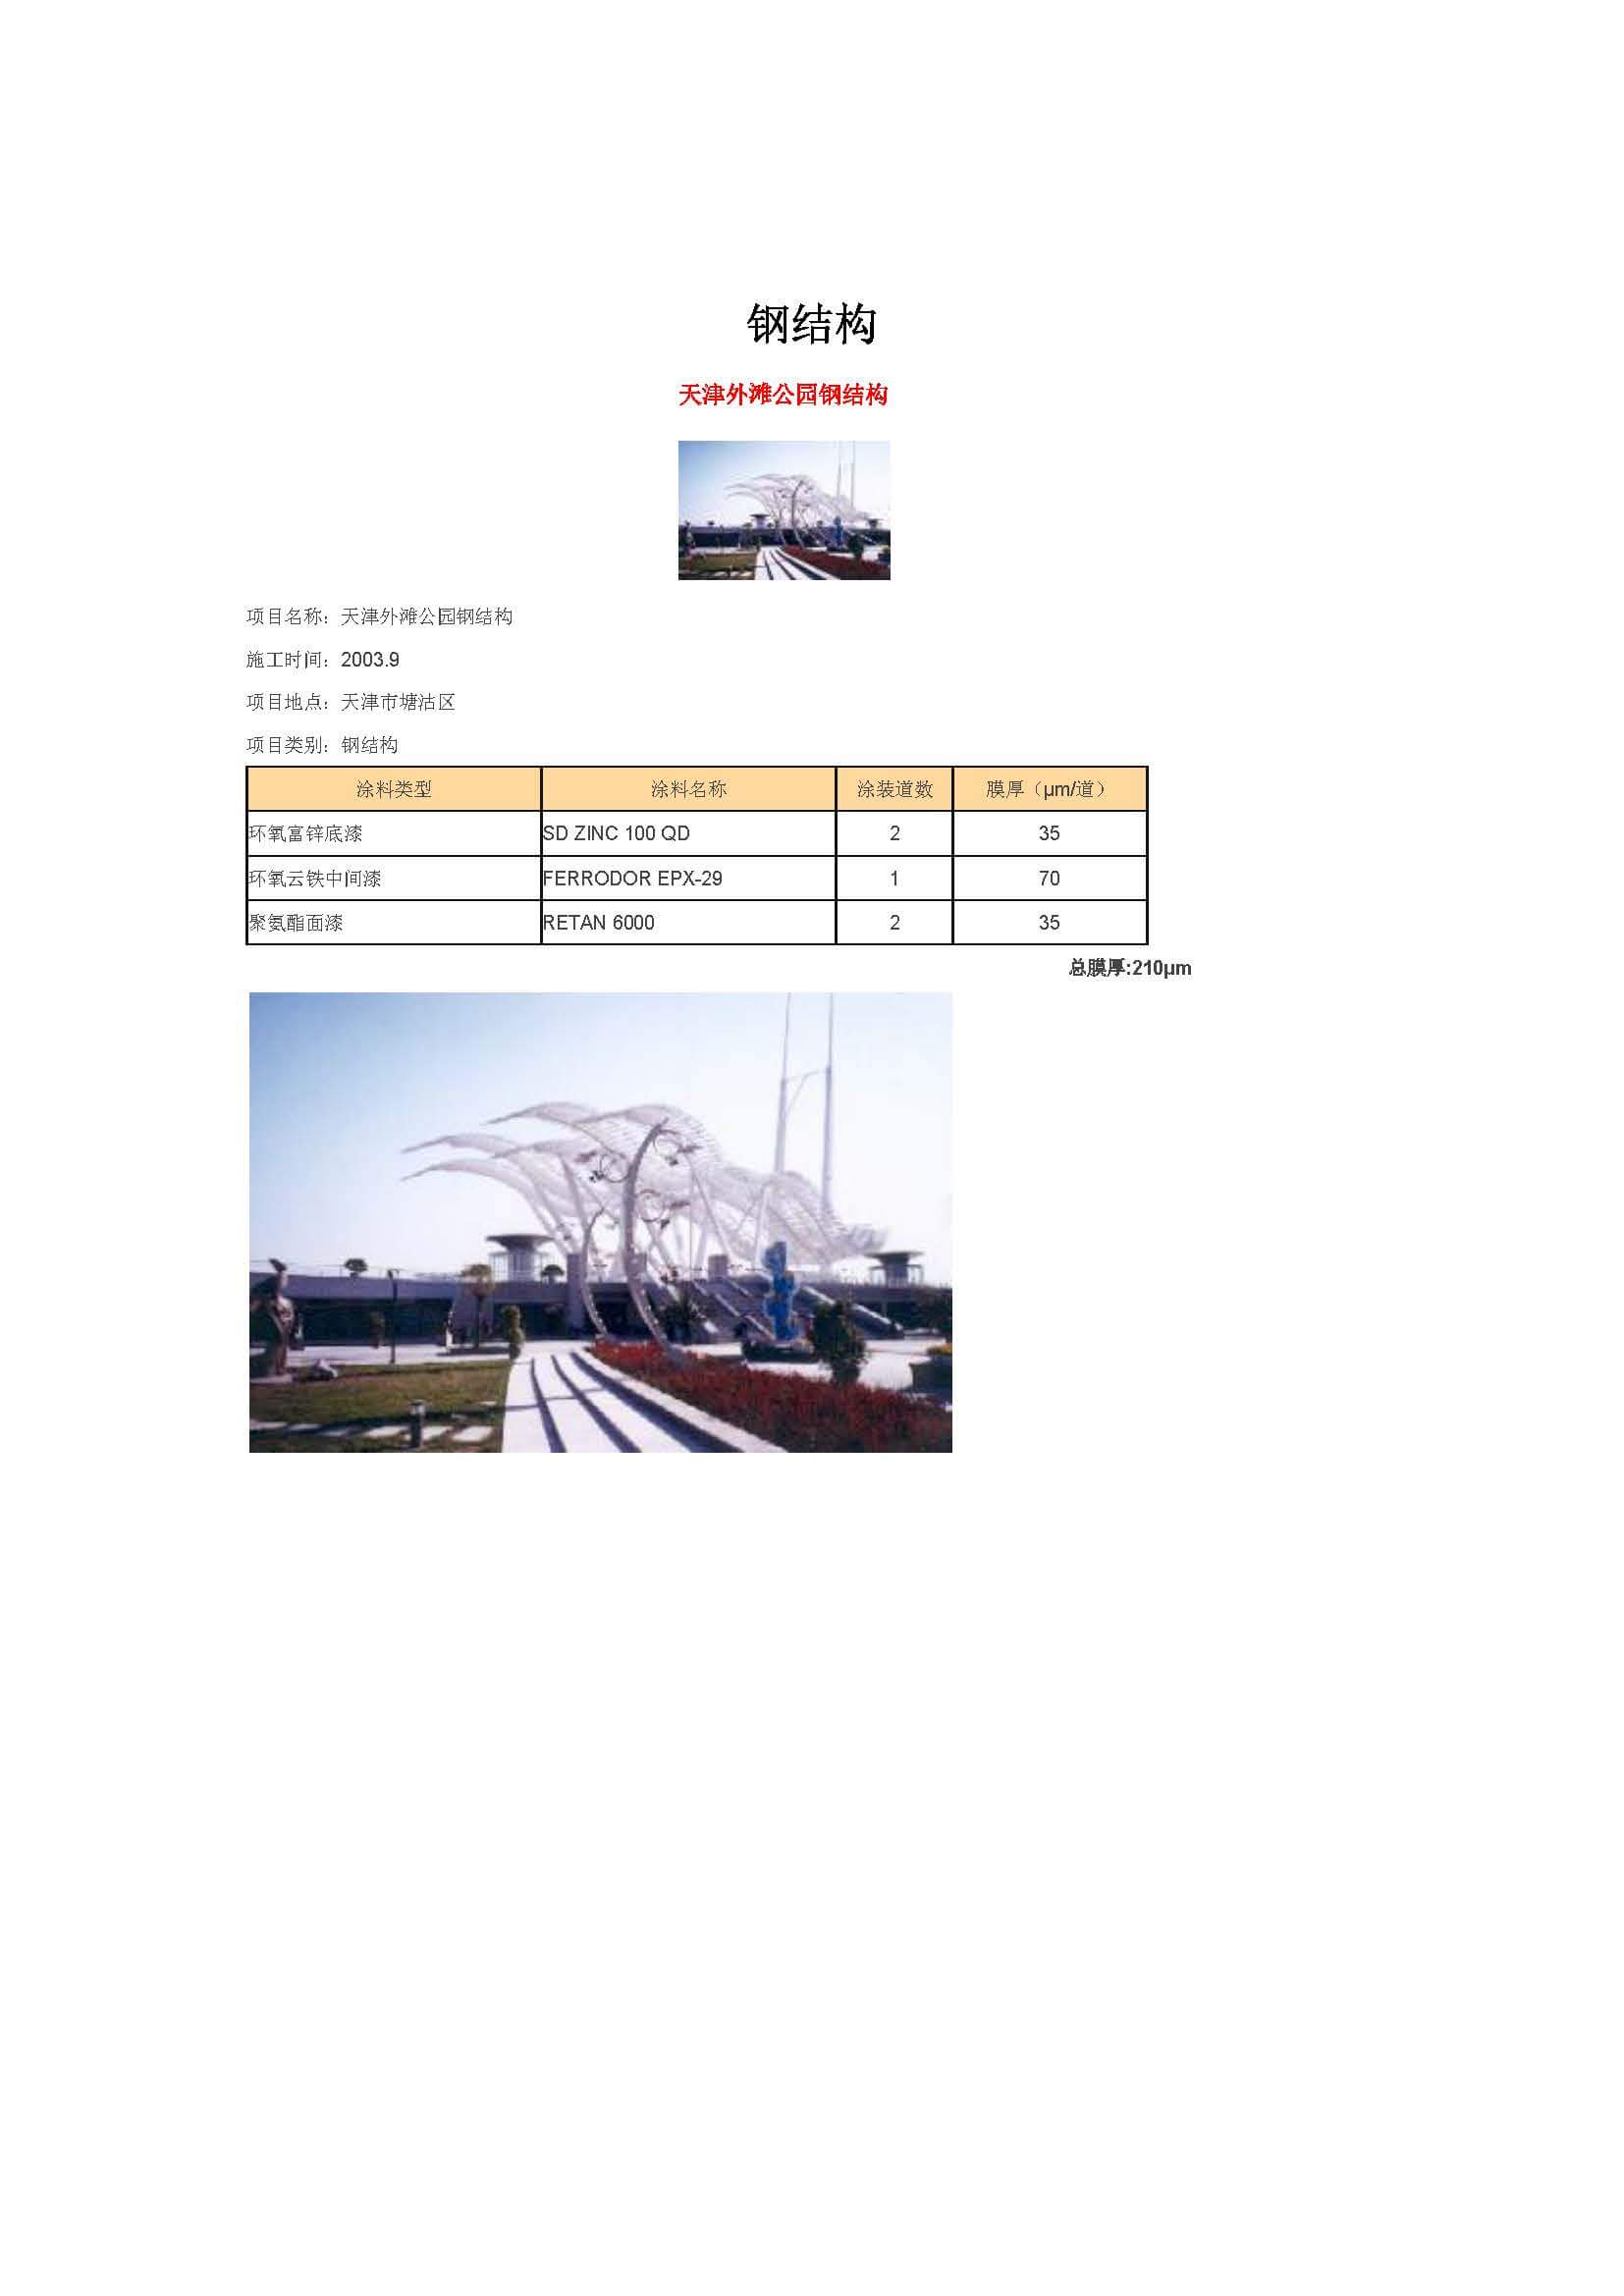 钢结构
天津外滩公园钢结构
项目名称：天津外滩公园钢结构
施工时间：2003.9
项目地点：天津市塘沽区
项目类别：钢结构
涂料类型 涂料名称 涂装道数 膜厚（μm/道）
环氧富锌底漆 SD ZINC 100 QD 2 35
环氧云铁中间漆 FERRODOR EPX-29 1 70
聚氨酯面漆 RETAN 6000 2 35
总膜厚:210μm